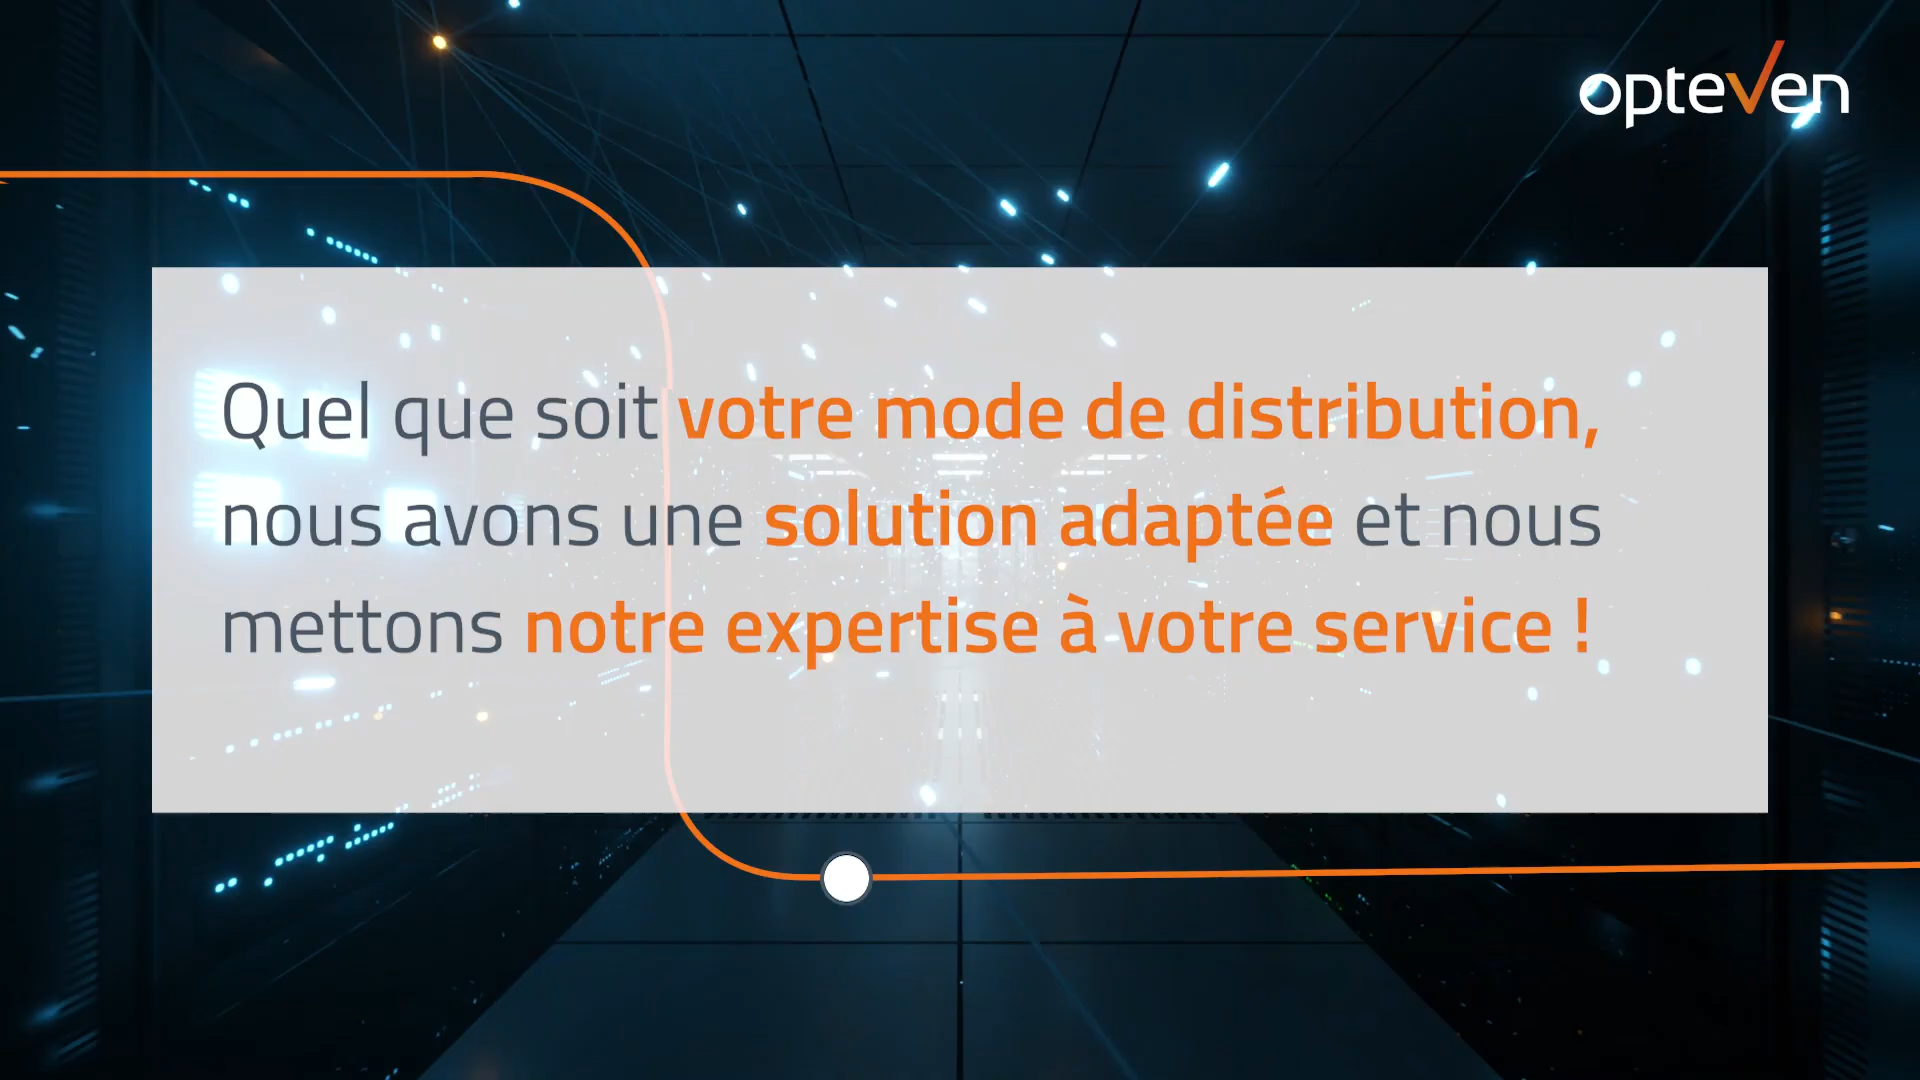 opteven
Quel que soit votre mode de distribution,
nous avons une solution adaptée et nous
mettons notre expertise à votre service !